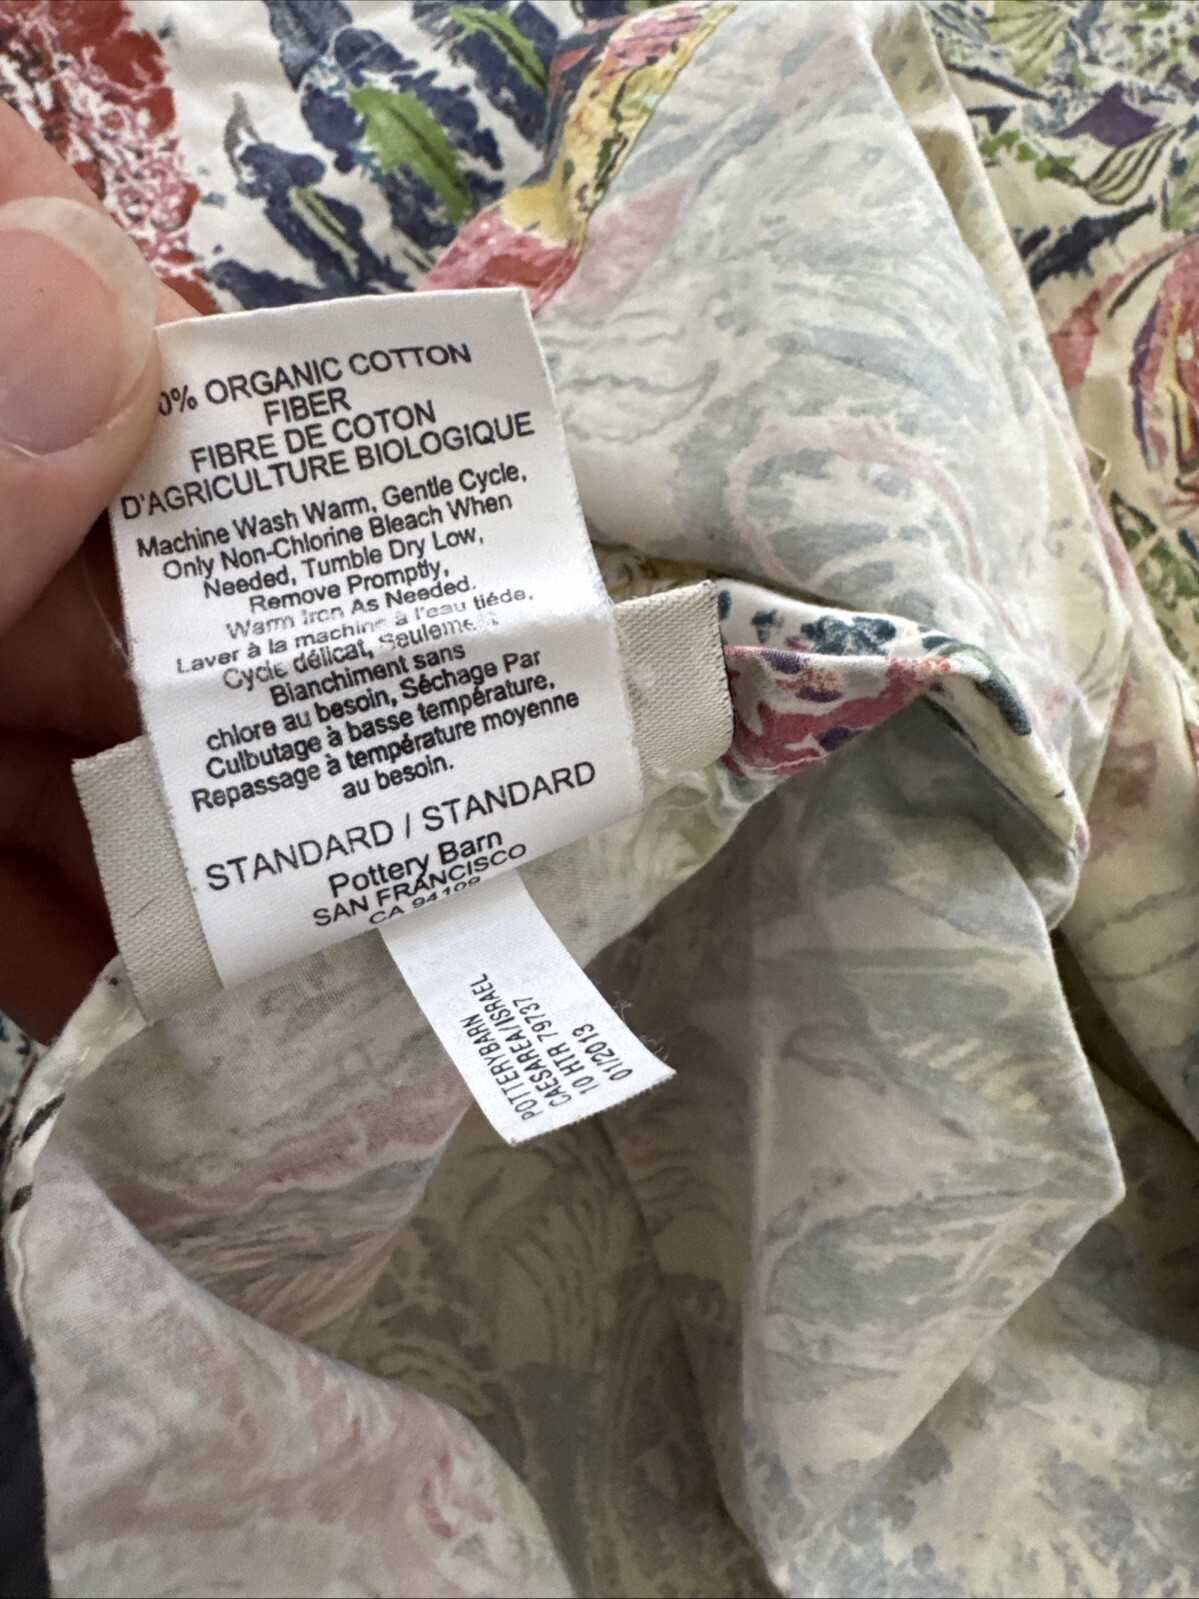 0% ORGANIC COTTON
FIBER
FIBRE DE COTON
D'AGRICULTURE BIOLOGIQUE
Machine Wash Warm, Gentle Cycle,
Only Non-Chlorine Bleach When
Needed, Tumble Dry Low,
Remove Promptly,
Warm Iron As Needed.
Laver à la machine à l'eau tiéde,
Cycle délicat, Seulement
Blanchiment sans
chlore au besoin, Séchage Par
Culbutage à basse température,
Repassage à température moyenne
au besoin.
STANDARD / STANDARD
Pottery Barn
SAN FRANCISCO
CA 94109
POTTERYBARN
CAESAREA/ISRAEL
10 HTR 79737
01/2013